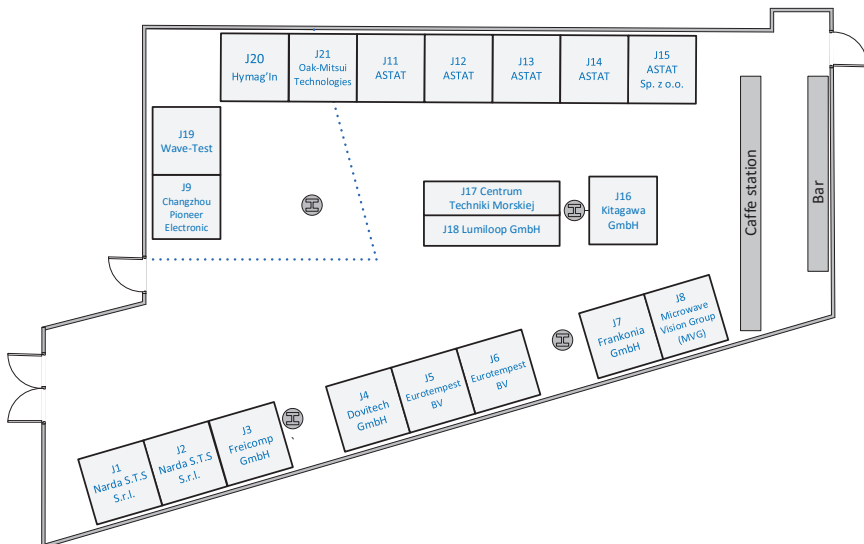 J20
Hymag'In
J21
Oak-Mitsui
Technologies
J11
ASTAT
J12
ASTAT
J13
ASTAT
J14
ASTAT
J15
ASTAT
Sp. z o.o.
J19
Wave-Test
J9
Changzhou
Pioneer
Electronic
J17 Centrum
Techniki Morskiej
J18 Lumiloop GmbH
J16
Kitagawa
GmbH
Caffe station
Bar
J7
Frankonia
GmbH
J8
Microwave
Vision Group
(MVG)
J4
Dovitech
GmbH
J5
Eurotempest
BV
J6
Eurotempest
BV
J1
Narda S.T.S
S.r.l.
J2
Narda S.T.S
S.r.l.
J3
Freicomp
GmbH